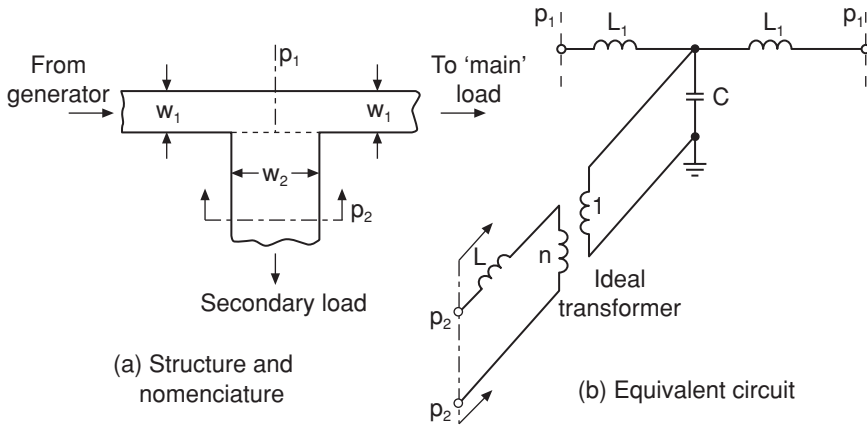 p1
From
generator
w1
w1
To 'main'
load
w2
p2
Secondary load
(a) Structure and
nomenciature
p1
L1
L1
p1
C
1
n
L
Ideal
transformer
p2
p2
(b) Equivalent circuit